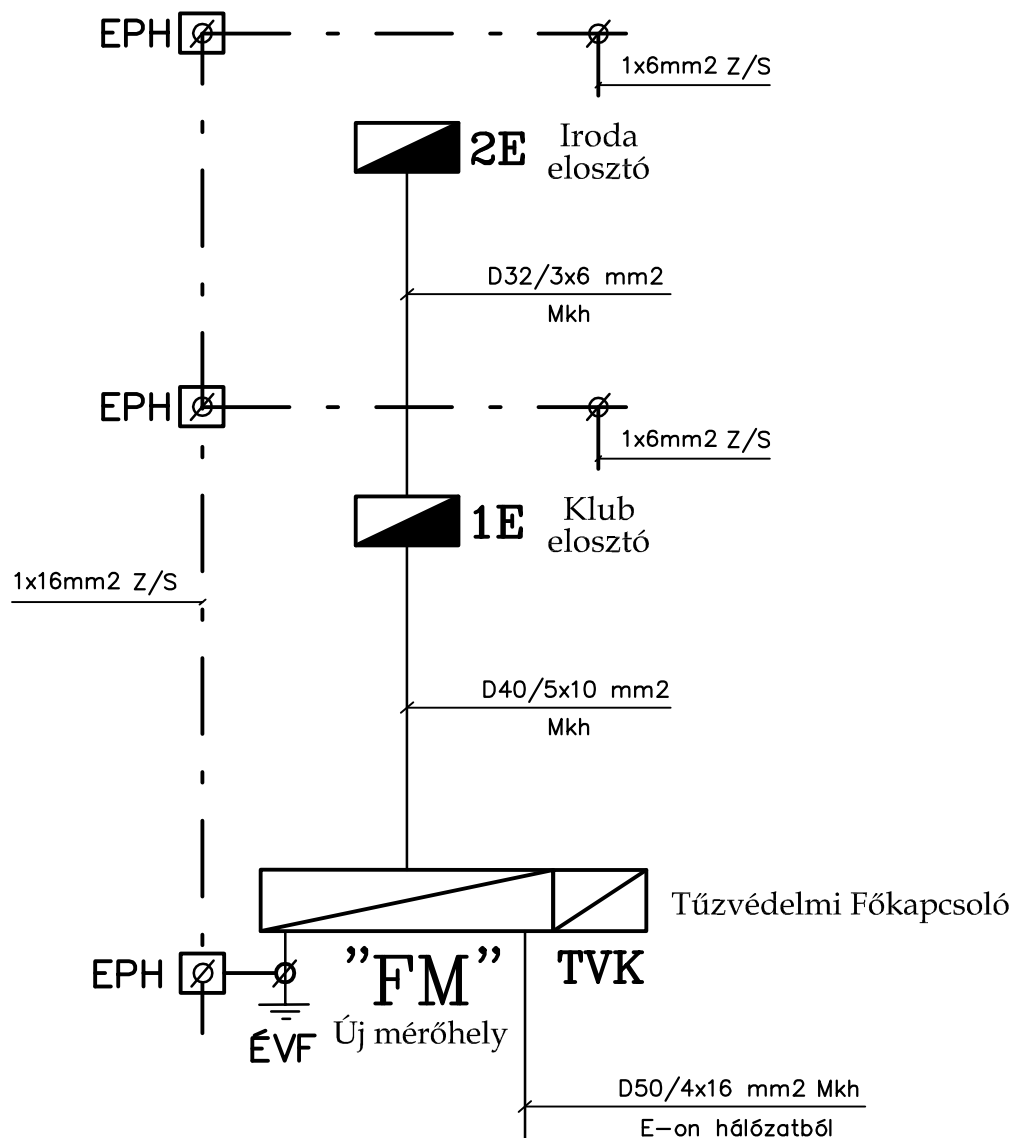 EPH
1x6mm2 Z/S
2E
Iroda
elosztó
D32/3x6 mm2
Mkh
EPH
1x6mm2 Z/S
1E
Klub
elosztó
1x16mm2 Z/S
D40/5x10 mm2
Mkh
Tűzvédelmi Főkapcsoló
EPH
"FM"
TVK
Új mérőhely
ÉVF
D50/4x16 mm2 Mkh
E-on hálózatból